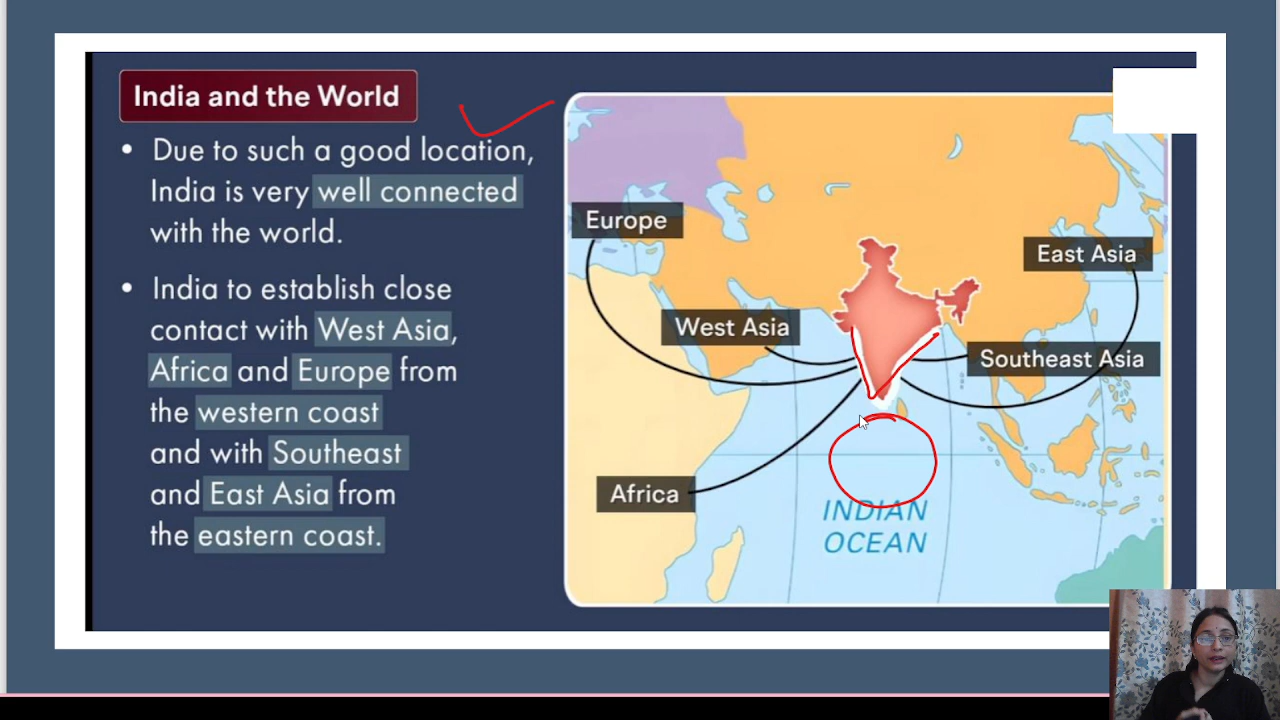 India and the World
• Due to such a good location,
India is very well connected
with the world.
• India to establish close
contact with West Asia,
Africa and Europe from
the western coast
and with Southeast
and East Asia from
the eastern coast.
Europe
East Asia
West Asia
Southeast Asia
Africa
INDIAN
OCEAN